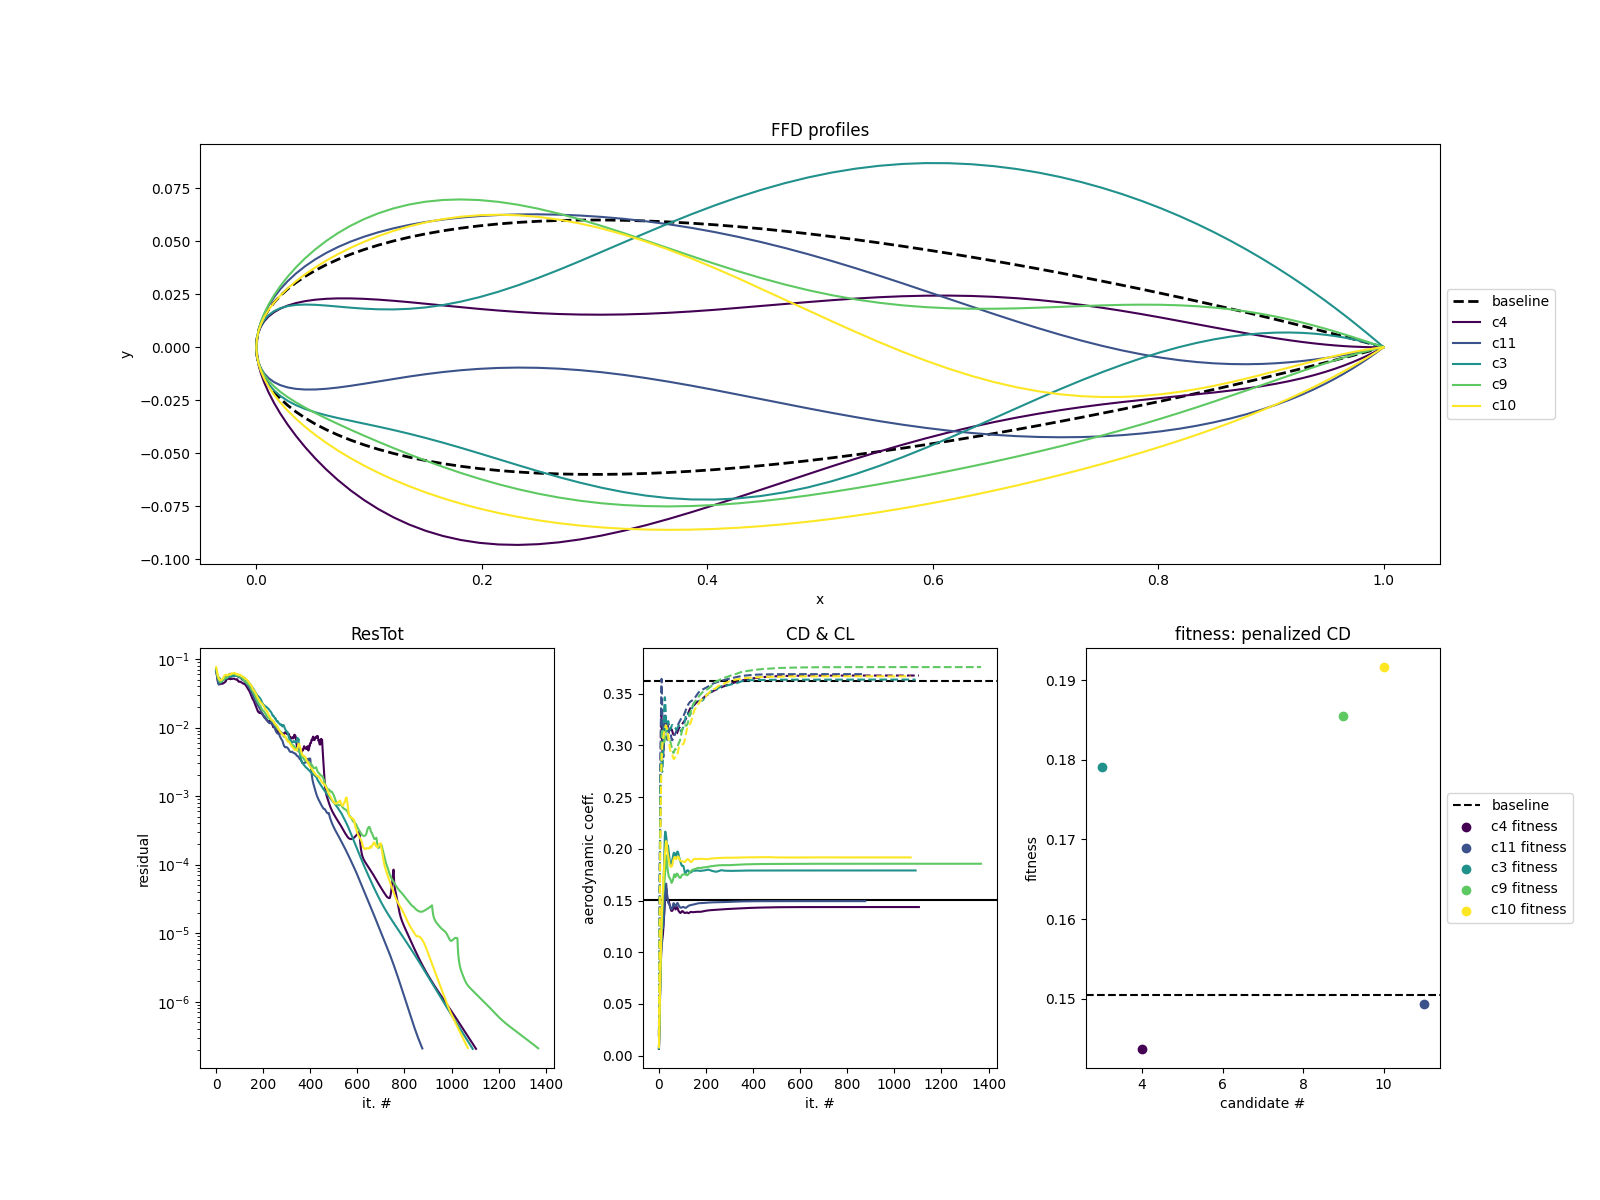 FFD profiles
y
0.075
0.050
0.025
0.000
−0.025
−0.050
−0.075
−0.100
0.0 0.2 0.4 0.6 0.8 1.0
x
baseline
c4
c11
c3
c9
c10
ResTot
residual
10−1
10−2
10−3
10−4
10−5
10−6
0 200 400 600 800 1000 1200 1400
it. #
CD & CL
aerodynamic coeff.
0.35
0.30
0.25
0.20
0.15
0.10
0.05
0.00
0 200 400 600 800 1000 1200 1400
it. #
fitness: penalized CD
fitness
0.19
0.18
0.17
0.16
0.15
4 6 8 10
candidate #
baseline
c4 fitness
c11 fitness
c3 fitness
c9 fitness
c10 fitness